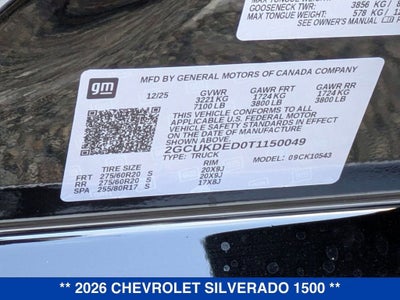 GOOSENECK TWR: 3856 KG
MAX TONGUE WEIGHT: 578 KG
SEE OWNER'S MANUAL
gm
MFD BY GENERAL MOTORS OF CANADA COMPANY
12/25 GVWR GAWR FRT GAWR RR
3221 KG 1724 KG 1724 KG
7100 LB 3800 LB 3800 LB
THIS VEHICLE CONFORMS TO ALL APPLICABLE
VEHICLE SAFETY STANDARDS IN EFFECT ON THE
DATE OF MANUFACTURE
2GCUKDED0T1150049
TYPE: TRUCK MODEL: 09CK10543
TIRE SIZE RIM
FRT 275/60R20 S 20X9J
RR 275/60R20 S 20X9J
SPA 255/80R17 S 17X8J
** 2026 CHEVROLET SILVERADO 1500 **